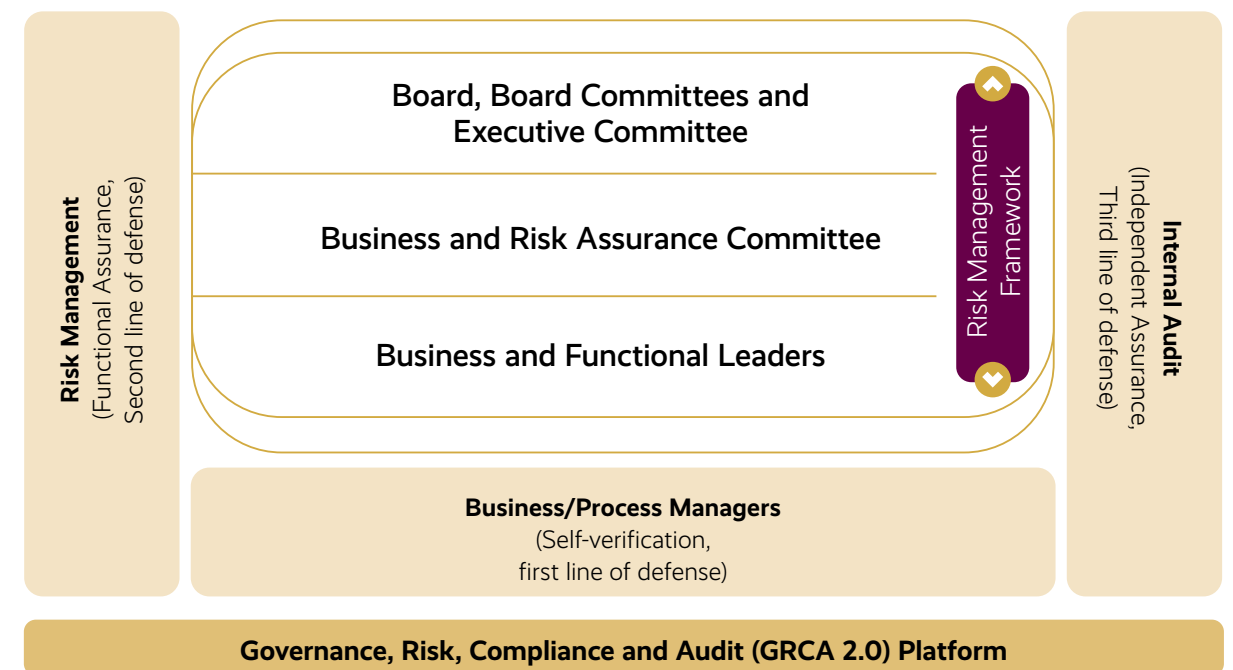 Risk Management
(Functional Assurance,
Second line of defense)
Board, Board Committees and
Executive Committee
Business and Risk Assurance Committee
Business and Functional Leaders
Risk Management
Framework
Internal Audit
(Independent Assurance,
Third line of defense)
Business/Process Managers
(Self-verification,
first line of defense)
Governance, Risk, Compliance and Audit (GRCA 2.0) Platform